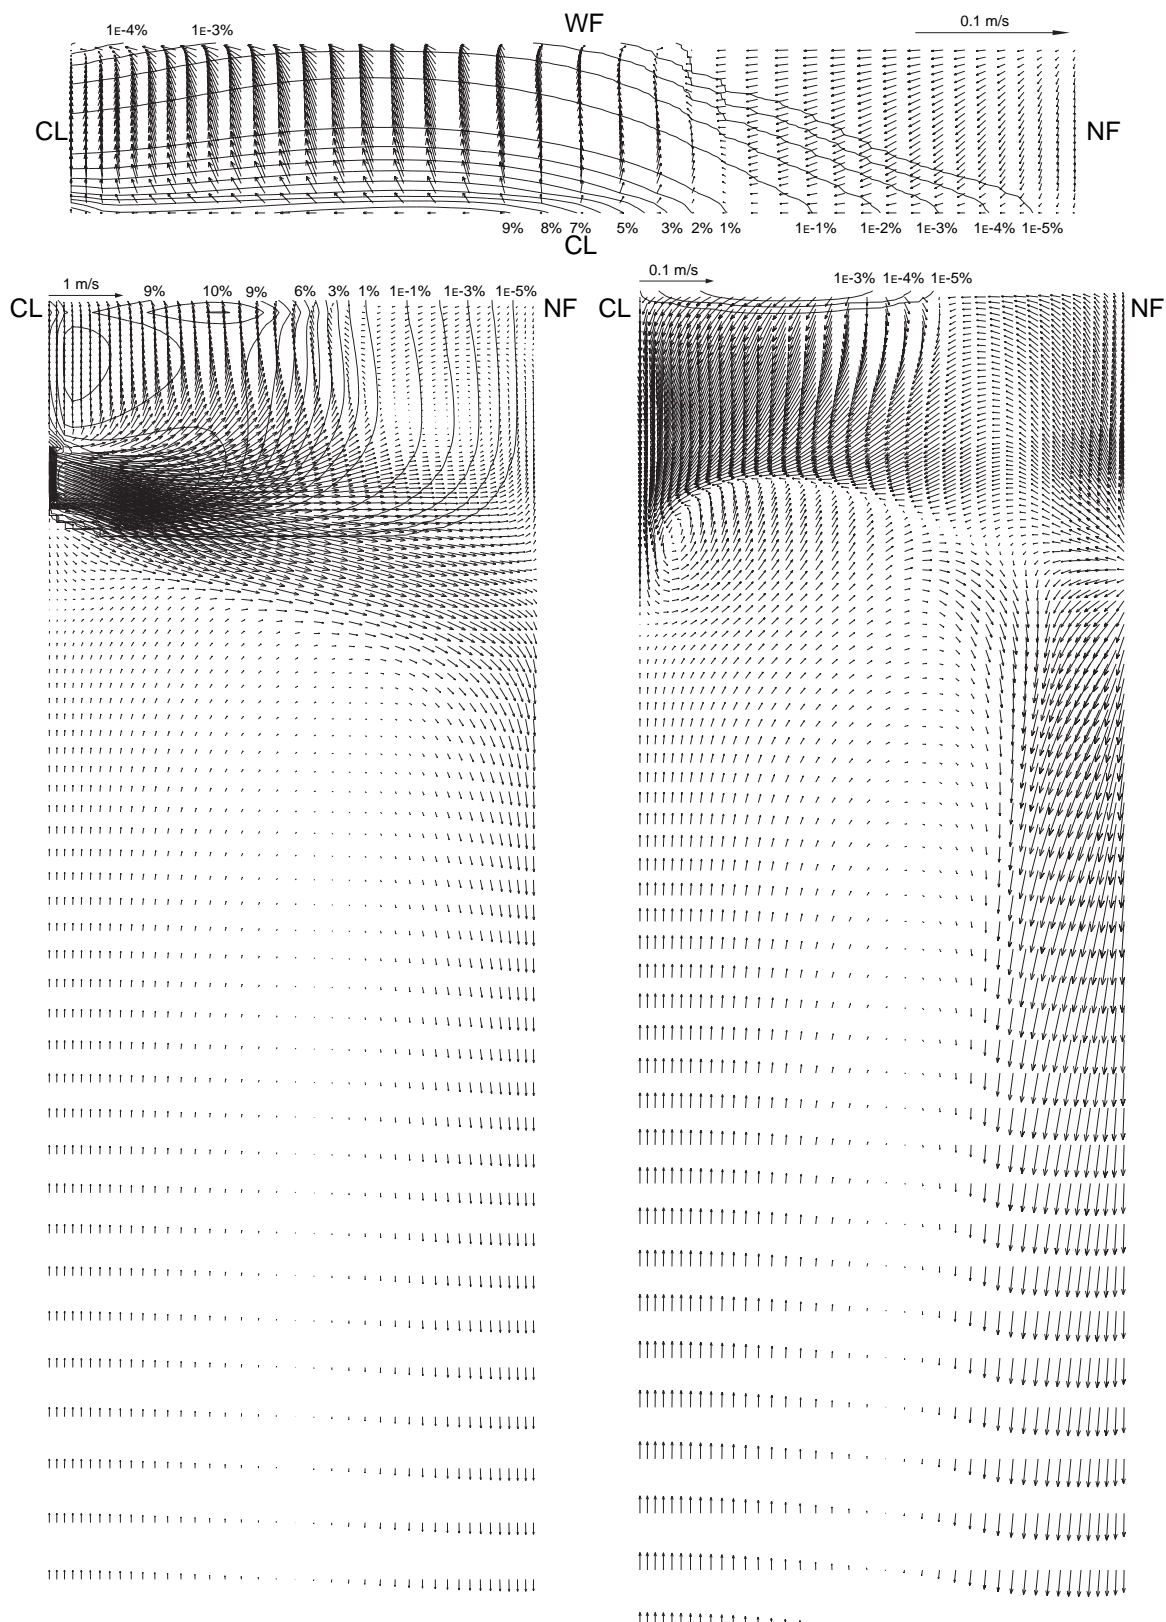 WF
1E-4% 1E-3% 0.1 m/s
CL NF
9% 8% 7% 5% 3% 2% 1% 1E-1% 1E-2% 1E-3% 1E-4% 1E-5%
CL
1 m/s 9% 10% 9% 6% 3% 1% 1E-1% 1E-3% 1E-5%
CL NF
0.1 m/s 1E-3% 1E-4% 1E-5%
CL NF